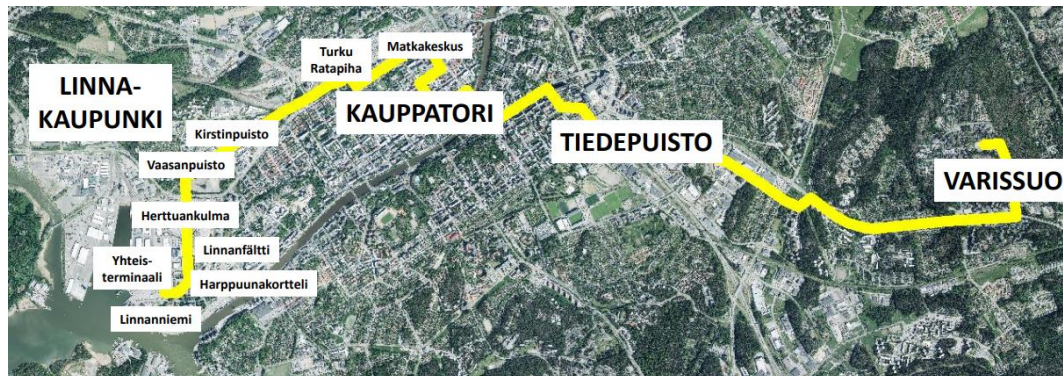 Turku
Ratapiha
Matkakeskus
LINNA-
KAUPUNKI
KAUPPATORI
Kirstinpuisto
TIEDEPUISTO
Vaasanpuisto
VARISSUO
Herttuankulma
Linnanfältti
Yhteis-
terminaali
Harppuunakortteli
Linnanniemi